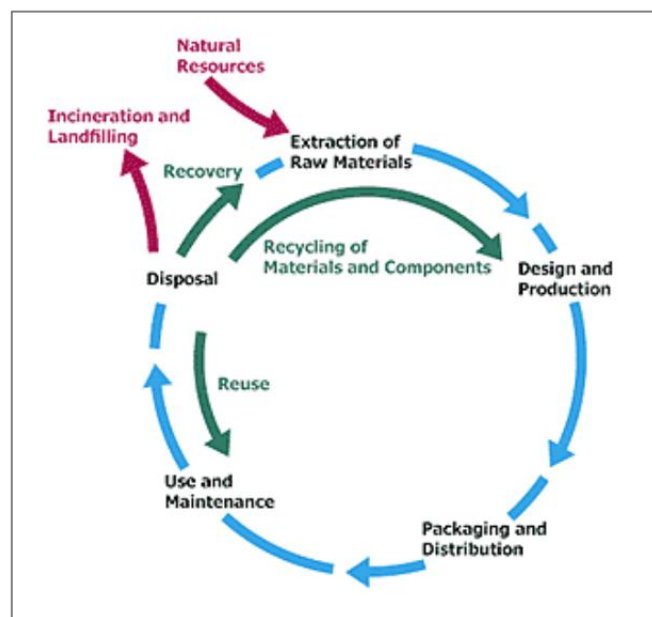 Natural
Resources
Incineration and
Landfilling
Extraction of
Raw Materials
Recovery
Recycling of
Materials and Components
Design and
Production
Disposal
Reuse
Use and
Maintenance
Packaging and
Distribution